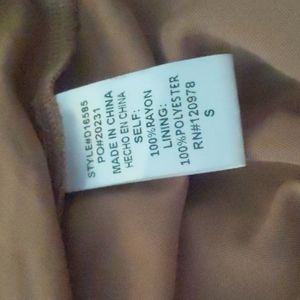 STYLE#D16585
PO#20231
MADE IN CHINA
HECHO EN CHINA
SELF:
100%RAYON
LINING:
100%POLYESTER
RN#120978
S